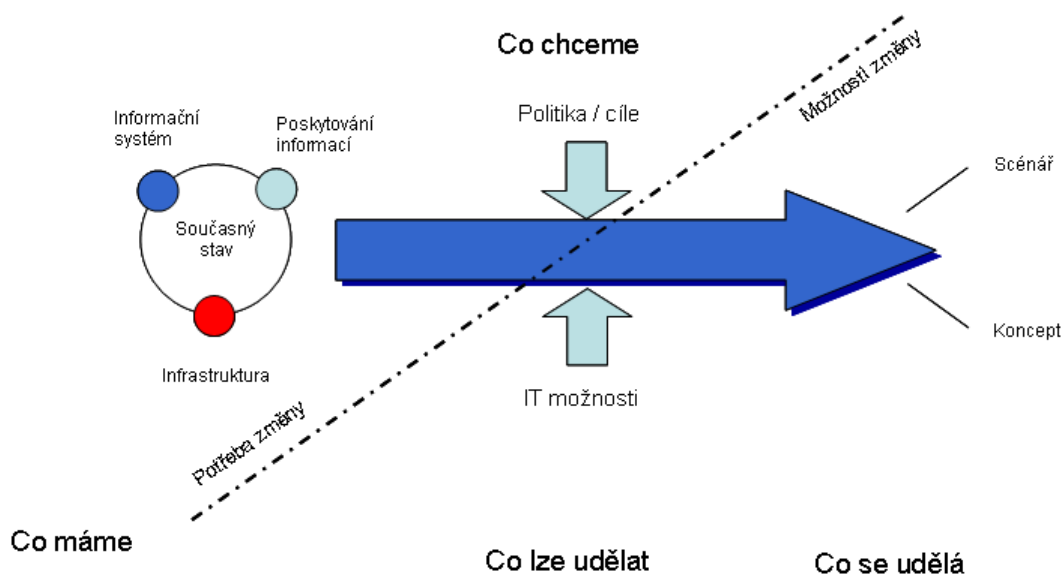 Co chceme
Možnosti změny
Politika / cíle
Informační
systém
Poskytování
informací
Scénář
Současný
stav
Koncept
Infrastruktura
IT možnosti
Potřeba změny
Co máme
Co lze udělat
Co se udělá